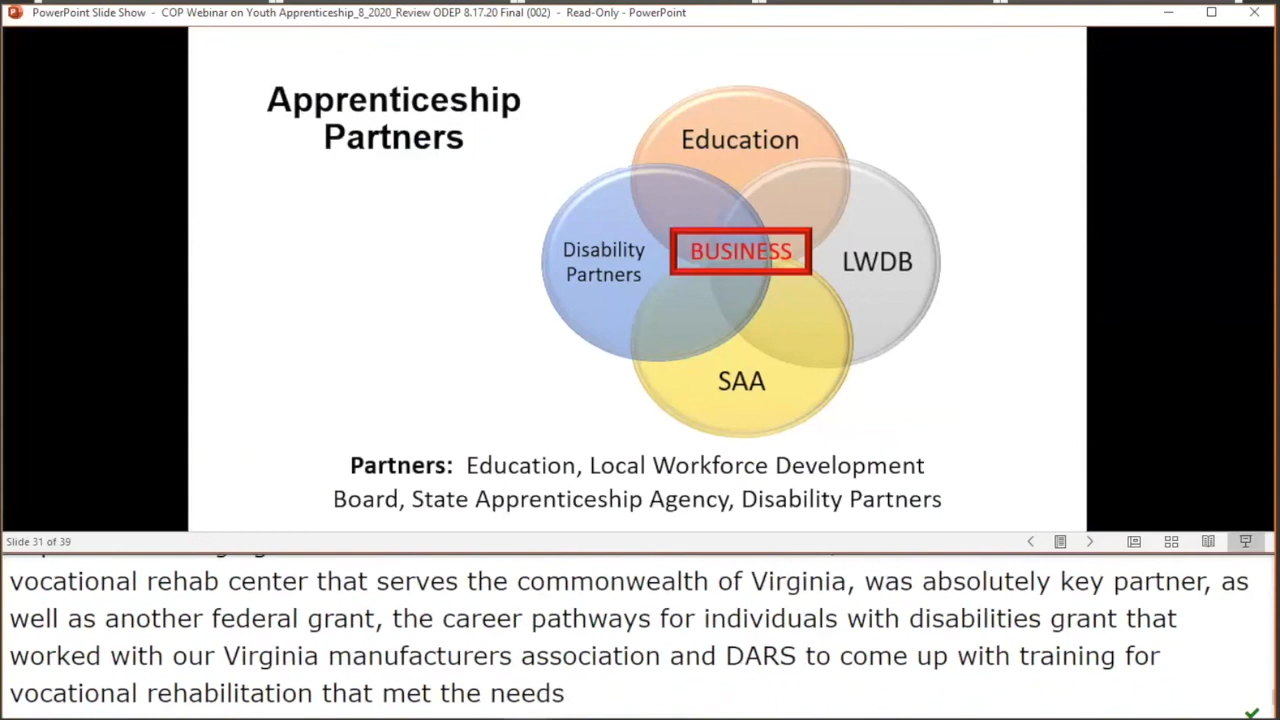 PowerPoint Slide Show - COP Webinar on Youth Apprenticeship_8_2020_Review ODEP 8.17.20 Final (002) - Read-Only - PowerPoint
Apprenticeship
Partners
Education
Disability
Partners
BUSINESS
LWDB
SAA
Partners: Education, Local Workforce Development
Board, State Apprenticeship Agency, Disability Partners
Slide 31 of 39
vocational rehab center that serves the commonwealth of Virginia, was absolutely key partner, as
well as another federal grant, the career pathways for individuals with disabilities grant that
worked with our Virginia manufacturers association and DARS to come up with training for
vocational rehabilitation that met the needs